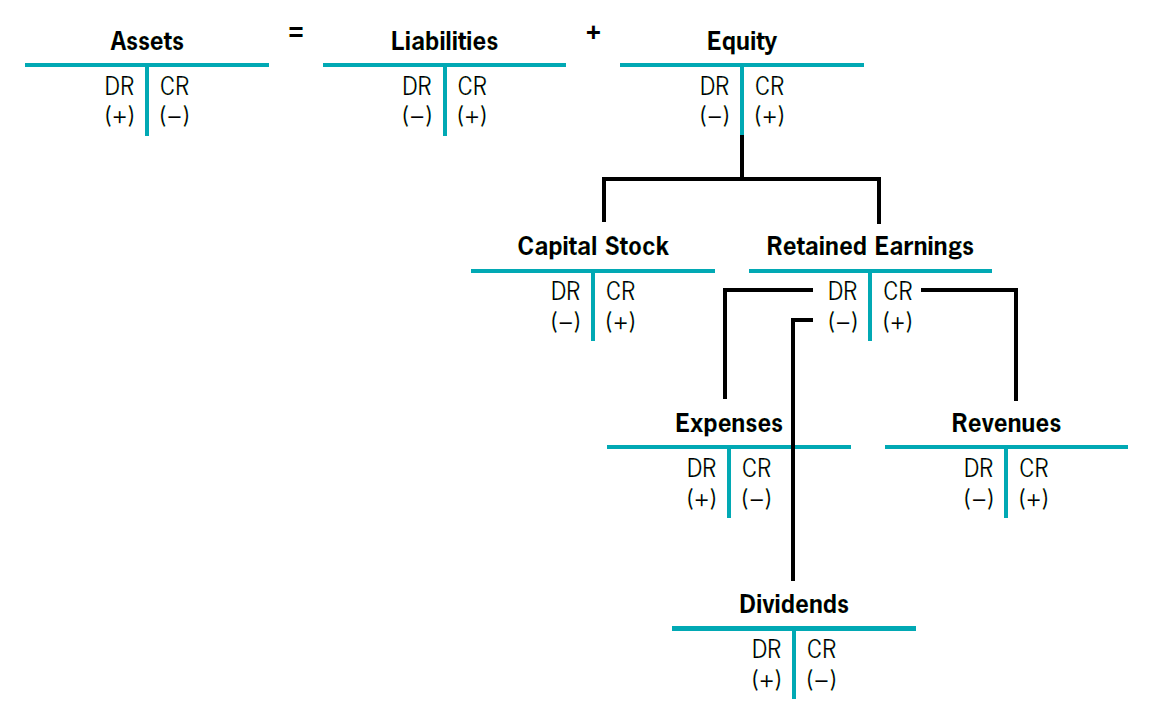 Assets = Liabilities + Equity
DR CR DR CR DR CR
(+) (–) (–) (+) (–) (+)
Capital Stock Retained Earnings
DR CR DR CR
(–) (+) (–) (+)
Expenses Revenues
DR CR DR CR
(+) (–) (–) (+)
Dividends
DR CR
(+) (–)